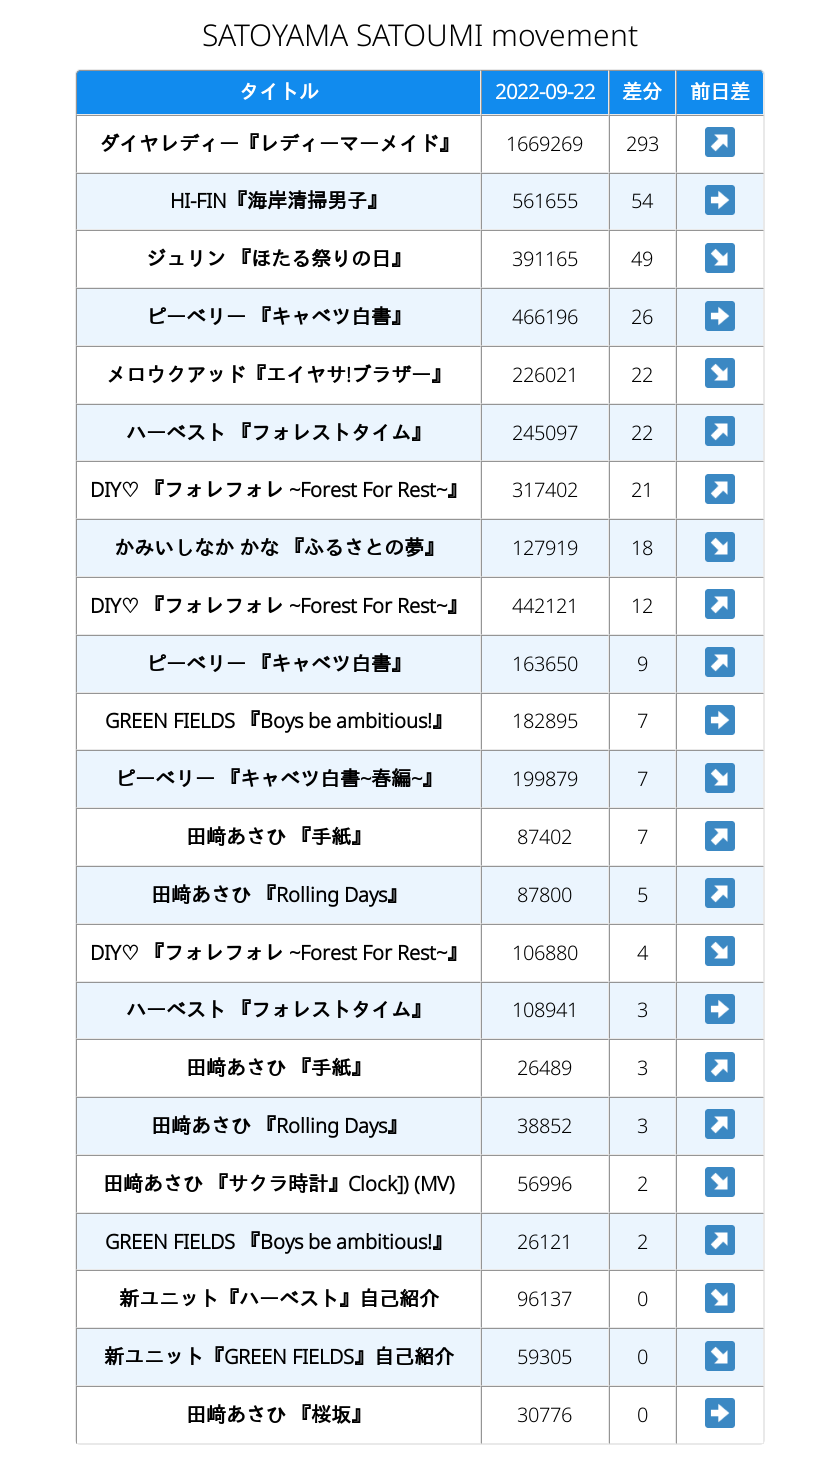 SATOYAMA SATOUMI movement
タイトル 2022-09-22 差分 前日差
ダイヤレディー『レディーマーメイド』 1669269 293 ↗
HI-FIN『海岸清掃男子』 561655 54 ➡
ジュリン 『ほたる祭りの日』 391165 49 ↘
ピーベリー 『キャベツ白書』 466196 26 ➡
メロウクアッド『エイヤサ!ブラザー』 226021 22 ↘
ハーベスト 『フォレストタイム』 245097 22 ↗
DIY♡ 『フォレフォレ ~Forest For Rest~』 317402 21 ↗
かみいしなか かな 『ふるさとの夢』 127919 18 ↘
DIY♡ 『フォレフォレ ~Forest For Rest~』 442121 12 ↗
ピーベリー 『キャベツ白書』 163650 9 ↗
GREEN FIELDS 『Boys be ambitious!』 182895 7 ➡
ピーベリー 『キャベツ白書~春編~』 199879 7 ↘
田﨑あさひ 『手紙』 87402 7 ↗
田﨑あさひ 『Rolling Days』 87800 5 ↗
DIY♡ 『フォレフォレ ~Forest For Rest~』 106880 4 ↘
ハーベスト 『フォレストタイム』 108941 3 ➡
田﨑あさひ 『手紙』 26489 3 ↗
田﨑あさひ 『Rolling Days』 38852 3 ↗
田﨑あさひ 『サクラ時計』Clock]) (MV) 56996 2 ↘
GREEN FIELDS 『Boys be ambitious!』 26121 2 ↗
新ユニット『ハーベスト』自己紹介 96137 0 ↘
新ユニット『GREEN FIELDS』自己紹介 59305 0 ↘
田﨑あさひ 『桜坂』 30776 0 ➡